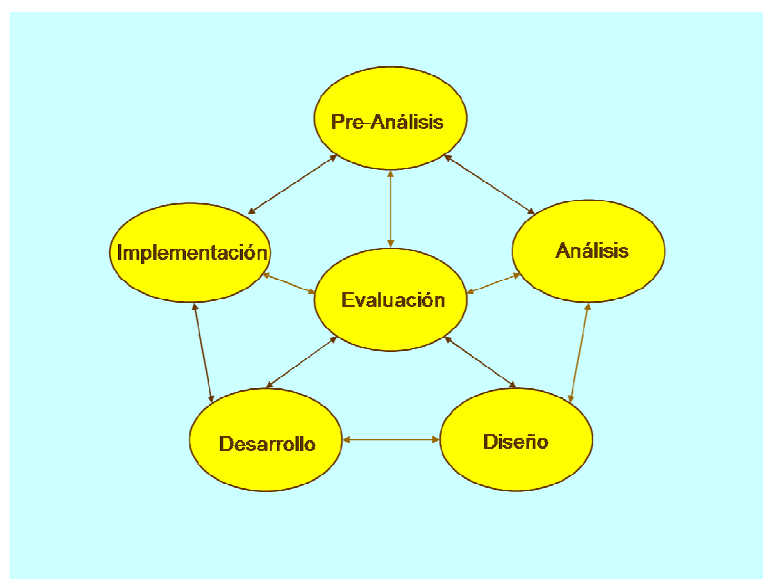 Pre-Análisis
Implementación
Análisis
Evaluación
Desarrollo
Diseño